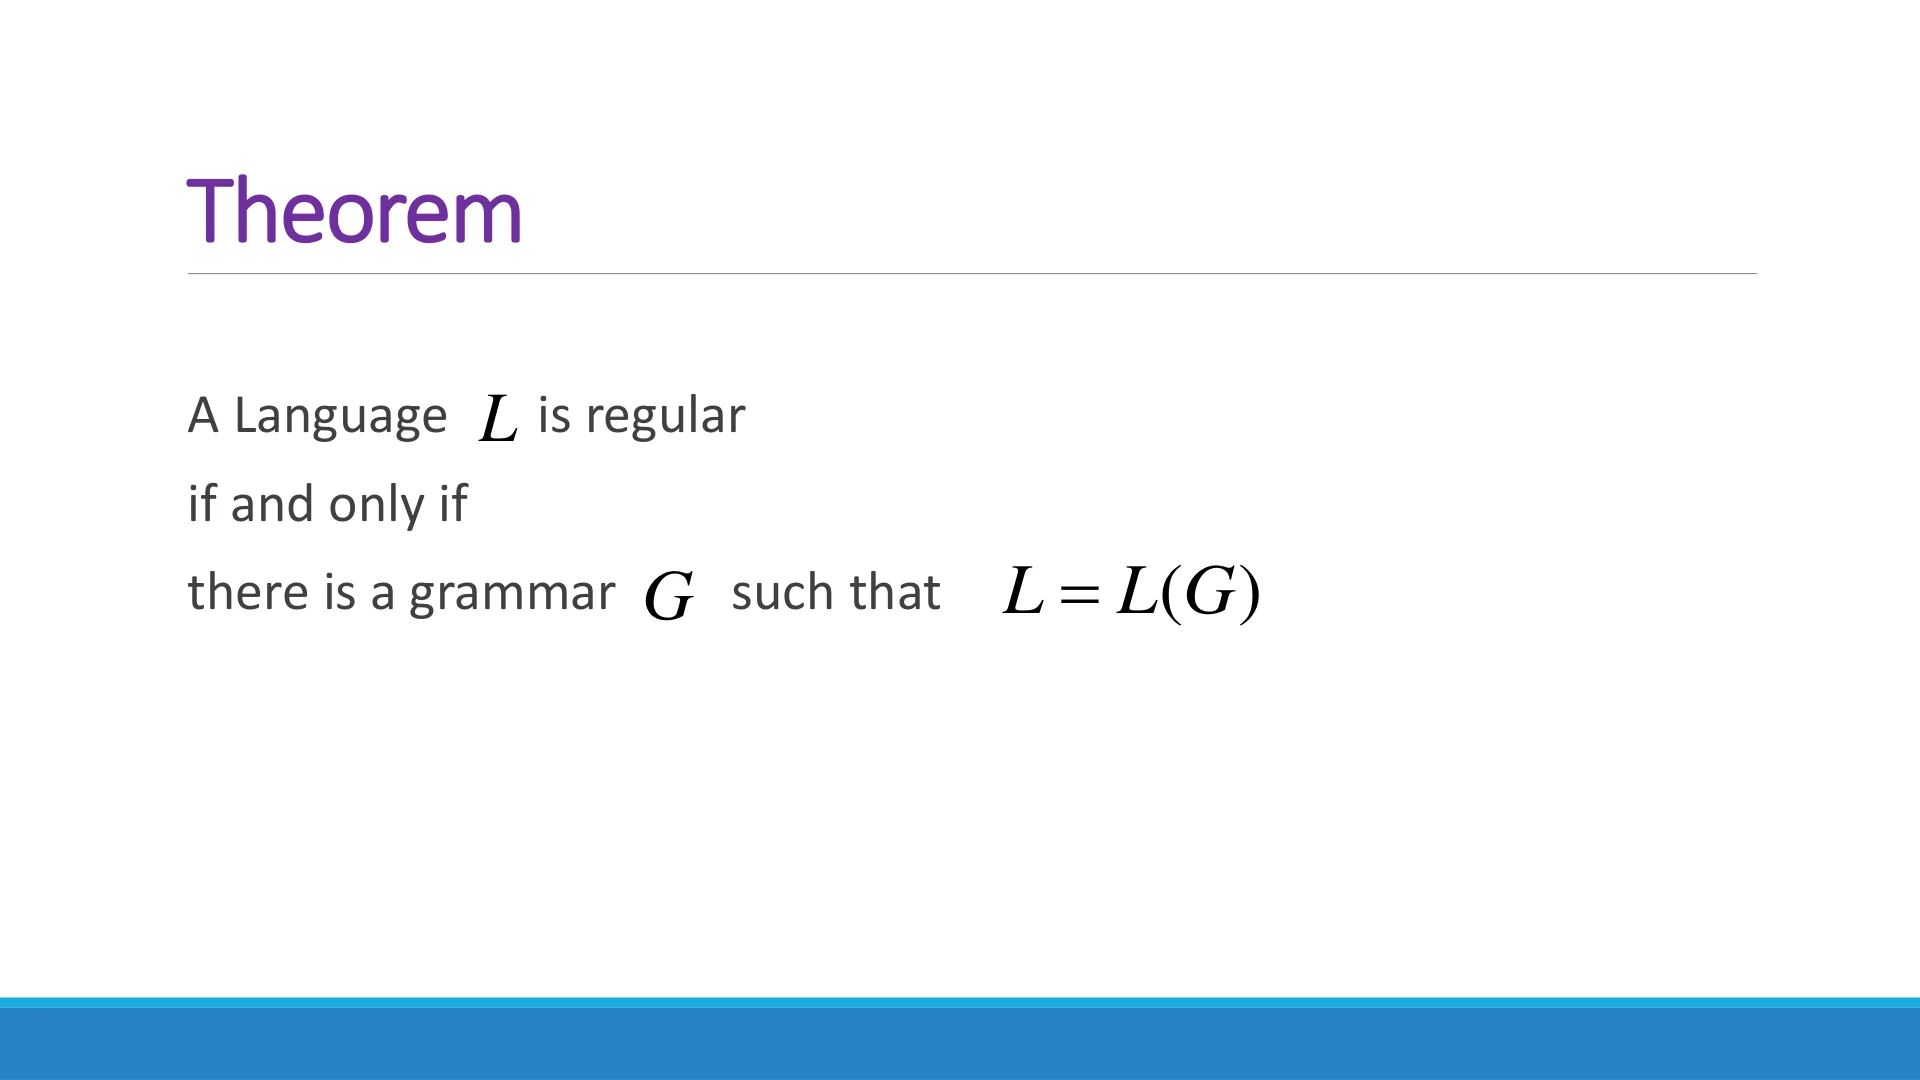 Theorem
A Language L is regular
if and only if
there is a grammar G such that L = L(G)